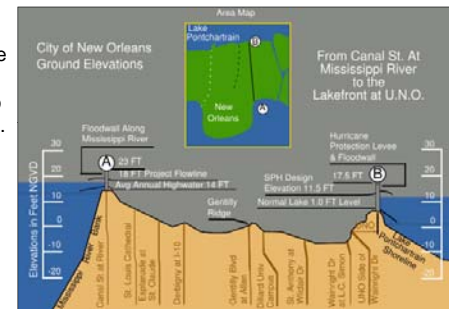 Area Map
Lake
Pontchartrain
B
New
Orleans
A
City of New Orleans
Ground Elevations
From Canal St. At
Mississippi River
to the
Lakefront at U.N.O.
Floodwall Along
Mississippi River
A
23 FT
18 FT Project Flowline
Avg Annual Highwater 14 FT
Hurricane
Protection Levee
& Floodwall
B
17.5 FT
SPH Design
Elevation 11.5 FT
Normal Lake 1.0 FT Level
Gentilly
Ridge
Elevations in Feet NGVD
30
20
10
0
-10
-20
30
20
10
0
-10
-20
Mississippi River Bank
Canal St at River
St. Louis Cathedral
Esplanade at
St. Claude
Derbigny at I-10
Gentilly Blvd
at Allen
Dillard Univ
Campus
St. Anthony at
Wildair Dr
Wainright Dr
at L.C. Simon
UNO Side of
Wainright Dr
UNO
Lake
Pontchartrain
Shoreline